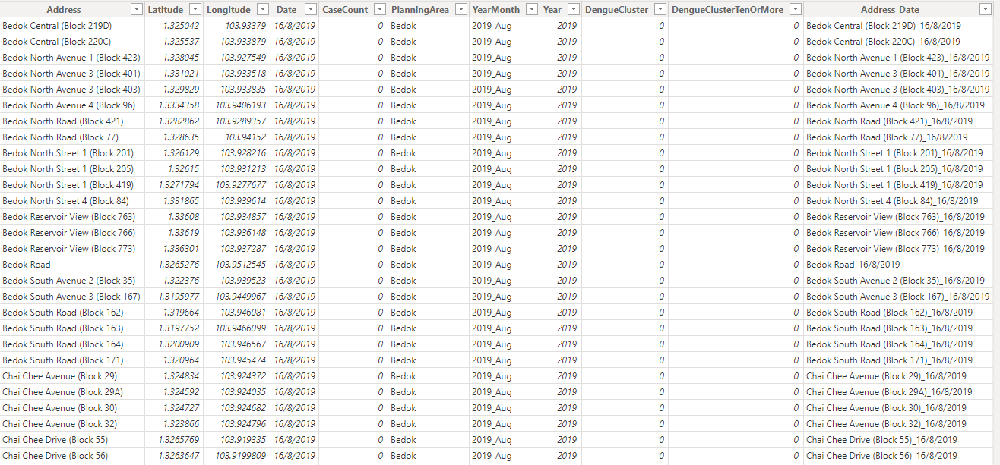 Address Latitude Longitude Date CaseCount PlanningArea YearMonth Year DengueCluster DengueClusterTenOrMore Address_Date
Bedok Central (Block 219D) 1.325042 103.93379 16/8/2019 0 Bedok 2019_Aug 2019 0 0 Bedok Central (Block 219D)_16/8/2019
Bedok Central (Block 220C) 1.325537 103.933879 16/8/2019 0 Bedok 2019_Aug 2019 0 0 Bedok Central (Block 220C)_16/8/2019
Bedok North Avenue 1 (Block 423) 1.328045 103.927549 16/8/2019 0 Bedok 2019_Aug 2019 0 0 Bedok North Avenue 1 (Block 423)_16/8/2019
Bedok North Avenue 3 (Block 401) 1.331021 103.933518 16/8/2019 0 Bedok 2019_Aug 2019 0 0 Bedok North Avenue 3 (Block 401)_16/8/2019
Bedok North Avenue 3 (Block 403) 1.329829 103.933835 16/8/2019 0 Bedok 2019_Aug 2019 0 0 Bedok North Avenue 3 (Block 403)_16/8/2019
Bedok North Avenue 4 (Block 96) 1.3334358 103.9406193 16/8/2019 0 Bedok 2019_Aug 2019 0 0 Bedok North Avenue 4 (Block 96)_16/8/2019
Bedok North Road (Block 421) 1.3282862 103.9289357 16/8/2019 0 Bedok 2019_Aug 2019 0 0 Bedok North Road (Block 421)_16/8/2019
Bedok North Road (Block 77) 1.328635 103.94152 16/8/2019 0 Bedok 2019_Aug 2019 0 0 Bedok North Road (Block 77)_16/8/2019
Bedok North Street 1 (Block 201) 1.326129 103.928216 16/8/2019 0 Bedok 2019_Aug 2019 0 0 Bedok North Street 1 (Block 201)_16/8/2019
Bedok North Street 1 (Block 205) 1.32615 103.931213 16/8/2019 0 Bedok 2019_Aug 2019 0 0 Bedok North Street 1 (Block 205)_16/8/2019
Bedok North Street 1 (Block 419) 1.3271794 103.9277677 16/8/2019 0 Bedok 2019_Aug 2019 0 0 Bedok North Street 1 (Block 419)_16/8/2019
Bedok North Street 4 (Block 84) 1.331865 103.939614 16/8/2019 0 Bedok 2019_Aug 2019 0 0 Bedok North Street 4 (Block 84)_16/8/2019
Bedok Reservoir View (Block 763) 1.33608 103.934857 16/8/2019 0 Bedok 2019_Aug 2019 0 0 Bedok Reservoir View (Block 763)_16/8/2019
Bedok Reservoir View (Block 766) 1.33619 103.936148 16/8/2019 0 Bedok 2019_Aug 2019 0 0 Bedok Reservoir View (Block 766)_16/8/2019
Bedok Reservoir View (Block 773) 1.336301 103.937287 16/8/2019 0 Bedok 2019_Aug 2019 0 0 Bedok Reservoir View (Block 773)_16/8/2019
Bedok Road 1.3265276 103.9512545 16/8/2019 0 Bedok 2019_Aug 2019 0 0 Bedok Road_16/8/2019
Bedok South Avenue 2 (Block 35) 1.322376 103.939523 16/8/2019 0 Bedok 2019_Aug 2019 0 0 Bedok South Avenue 2 (Block 35)_16/8/2019
Bedok South Avenue 3 (Block 167) 1.3195977 103.9449967 16/8/2019 0 Bedok 2019_Aug 2019 0 0 Bedok South Avenue 3 (Block 167)_16/8/2019
Bedok South Road (Block 162) 1.319664 103.946081 16/8/2019 0 Bedok 2019_Aug 2019 0 0 Bedok South Road (Block 162)_16/8/2019
Bedok South Road (Block 163) 1.3197752 103.9466099 16/8/2019 0 Bedok 2019_Aug 2019 0 0 Bedok South Road (Block 163)_16/8/2019
Bedok South Road (Block 164) 1.3200909 103.946567 16/8/2019 0 Bedok 2019_Aug 2019 0 0 Bedok South Road (Block 164)_16/8/2019
Bedok South Road (Block 171) 1.320964 103.945474 16/8/2019 0 Bedok 2019_Aug 2019 0 0 Bedok South Road (Block 171)_16/8/2019
Chai Chee Avenue (Block 29) 1.324834 103.924372 16/8/2019 0 Bedok 2019_Aug 2019 0 0 Chai Chee Avenue (Block 29)_16/8/2019
Chai Chee Avenue (Block 29A) 1.324592 103.924035 16/8/2019 0 Bedok 2019_Aug 2019 0 0 Chai Chee Avenue (Block 29A)_16/8/2019
Chai Chee Avenue (Block 30) 1.324727 103.924682 16/8/2019 0 Bedok 2019_Aug 2019 0 0 Chai Chee Avenue (Block 30)_16/8/2019
Chai Chee Avenue (Block 32) 1.323866 103.924796 16/8/2019 0 Bedok 2019_Aug 2019 0 0 Chai Chee Avenue (Block 32)_16/8/2019
Chai Chee Drive (Block 55) 1.3265769 103.919335 16/8/2019 0 Bedok 2019_Aug 2019 0 0 Chai Chee Drive (Block 55)_16/8/2019
Chai Chee Drive (Block 56) 1.3263647 103.9199809 16/8/2019 0 Bedok 2019_Aug 2019 0 0 Chai Chee Drive (Block 56)_16/8/2019